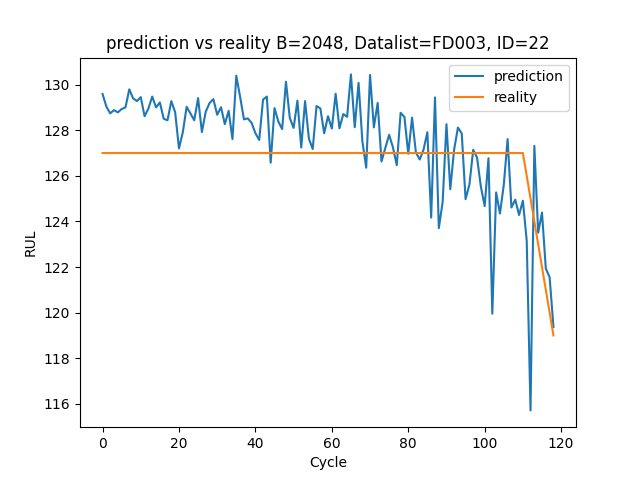 prediction vs reality B=2048, Datalist=FD003, ID=22
prediction
reality
130
128
126
124
122
120
118
116
RUL
0 20 40 60 80 100 120
Cycle